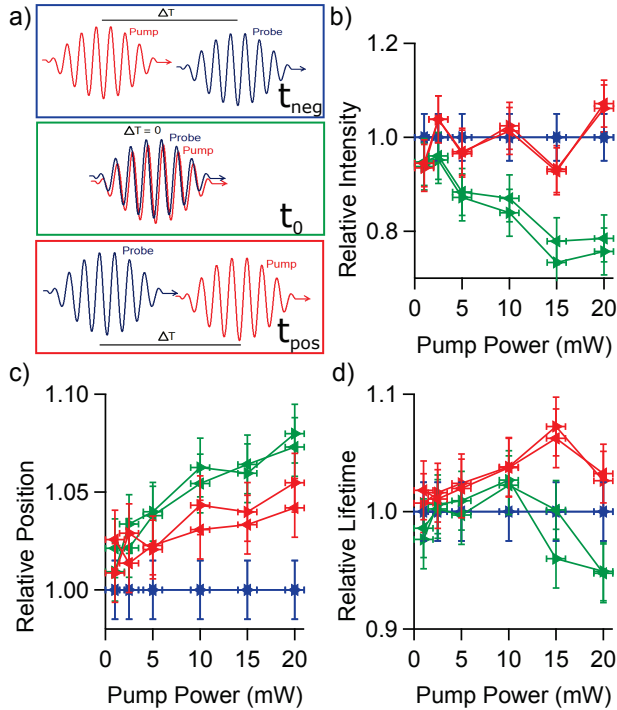 a)
ΔT
Pump
Probe
t_neg
ΔT = 0
Probe
Pump
t_0
Probe
Pump
ΔT
t_pos
b)
Relative Intensity
1.2
1.0
0.8
0 5 10 15 20
Pump Power (mW)
c)
Relative Position
1.10
1.05
1.00
0 5 10 15 20
Pump Power (mW)
d)
Relative Lifetime
1.1
1.0
0.9
0 5 10 15 20
Pump Power (mW)